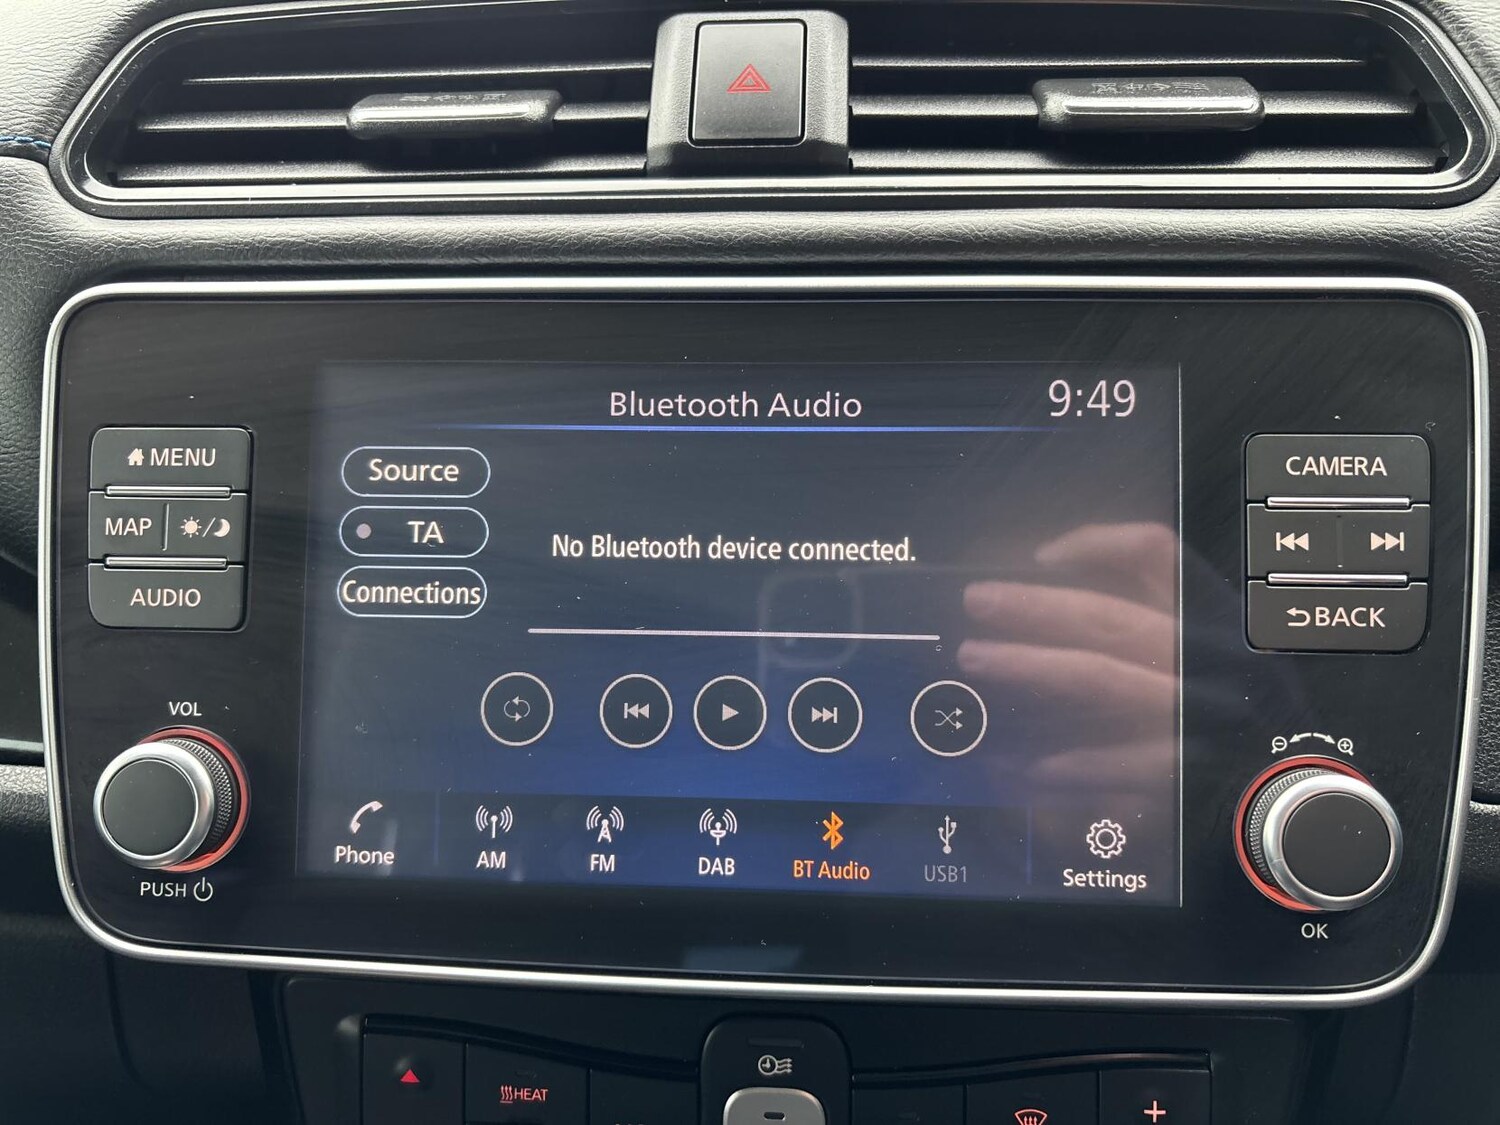 Bluetooth Audio
9:49
MENU
MAP
AUDIO
Source
TA
Connections
No Bluetooth device connected.
CAMERA
BACK
VOL
PUSH
Phone
AM
FM
DAB
BT Audio
USB1
Settings
OK
HEAT